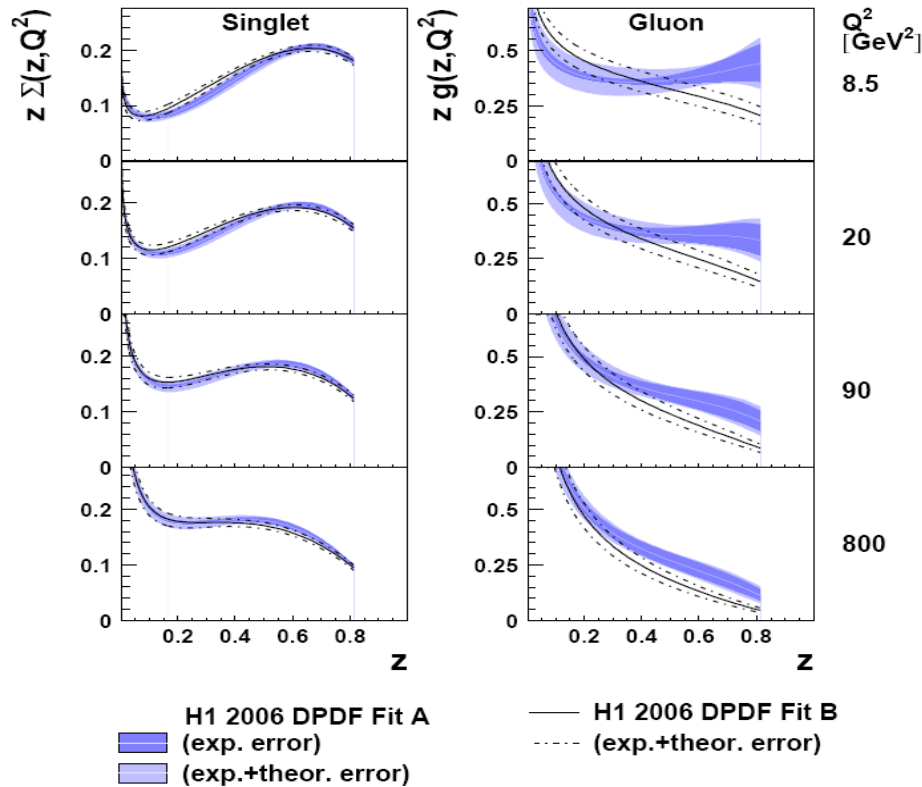 Singlet
Gluon
Q²
[GeV²]
z Σ(z,Q²)
z g(z,Q²)
0.2
0.1
0
0.5
0.25
0
8.5
0.2
0.1
0
0.5
0.25
0
20
0.2
0.1
0
0.5
0.25
0
90
0.2
0.1
0
0.5
0.25
0
800
0.2 0.4 0.6 0.8
0.2 0.4 0.6 0.8
z
z
H1 2006 DPDF Fit A
(exp. error)
(exp.+theor. error)
H1 2006 DPDF Fit B
(exp.+theor. error)